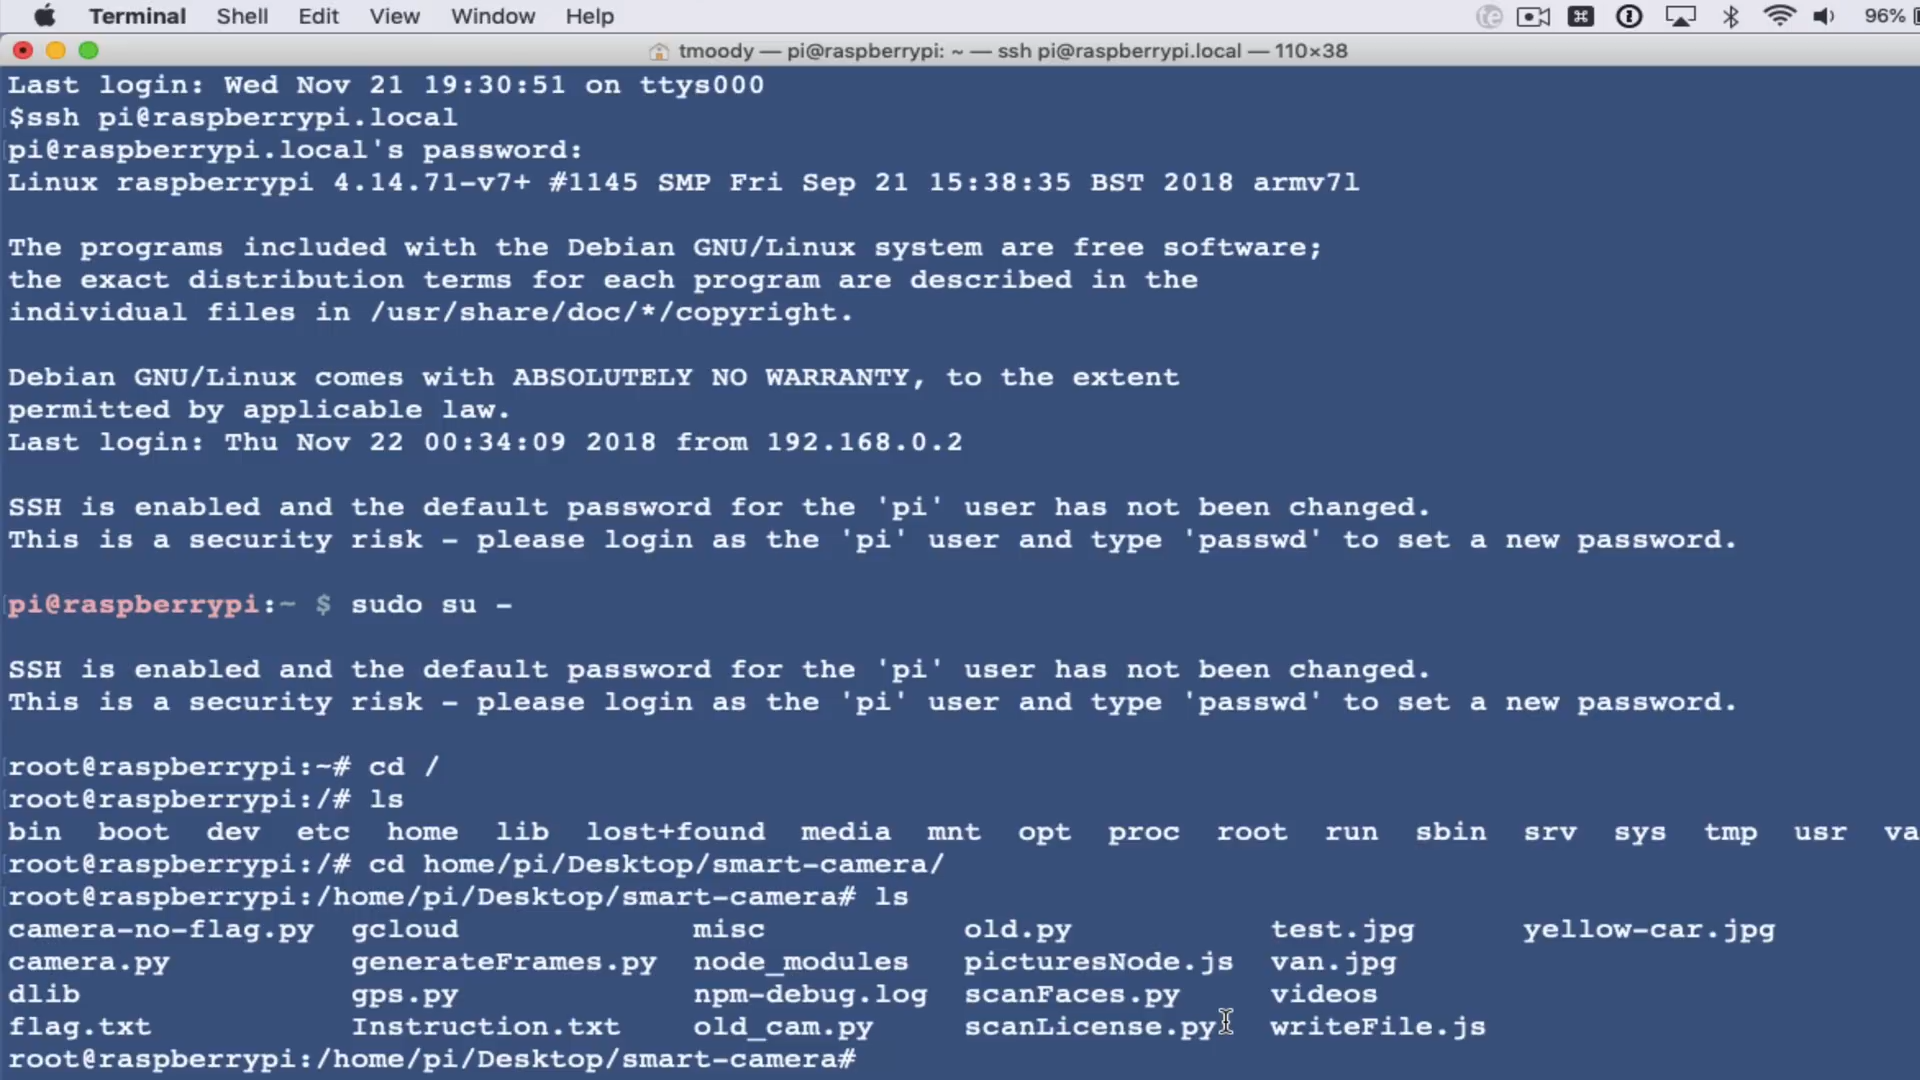 Terminal Shell Edit View Window Help 96%
tmoody — pi@raspberrypi: ~ — ssh pi@raspberrypi.local — 110×38
Last login: Wed Nov 21 19:30:51 on ttys000
$ssh pi@raspberrypi.local
pi@raspberrypi.local's password:
Linux raspberrypi 4.14.71-v7+ #1145 SMP Fri Sep 21 15:38:35 BST 2018 armv7l
The programs included with the Debian GNU/Linux system are free software;
the exact distribution terms for each program are described in the
individual files in /usr/share/doc/*/copyright.
Debian GNU/Linux comes with ABSOLUTELY NO WARRANTY, to the extent
permitted by applicable law.
Last login: Thu Nov 22 00:34:09 2018 from 192.168.0.2
SSH is enabled and the default password for the 'pi' user has not been changed.
This is a security risk - please login as the 'pi' user and type 'passwd' to set a new password.
pi@raspberrypi:~ $ sudo su -
SSH is enabled and the default password for the 'pi' user has not been changed.
This is a security risk - please login as the 'pi' user and type 'passwd' to set a new password.
root@raspberrypi:~# cd /
root@raspberrypi:/# ls
bin boot dev etc home lib lost+found media mnt opt proc root run sbin srv sys tmp usr va
root@raspberrypi:/# cd home/pi/Desktop/smart-camera/
root@raspberrypi:/home/pi/Desktop/smart-camera# ls
camera-no-flag.py gcloud misc old.py test.jpg yellow-car.jpg
camera.py generateFrames.py node_modules picturesNode.js van.jpg
dlib gps.py npm-debug.log scanFaces.py videos
flag.txt Instruction.txt old_cam.py scanLicense.py writeFile.js
root@raspberrypi:/home/pi/Desktop/smart-camera#